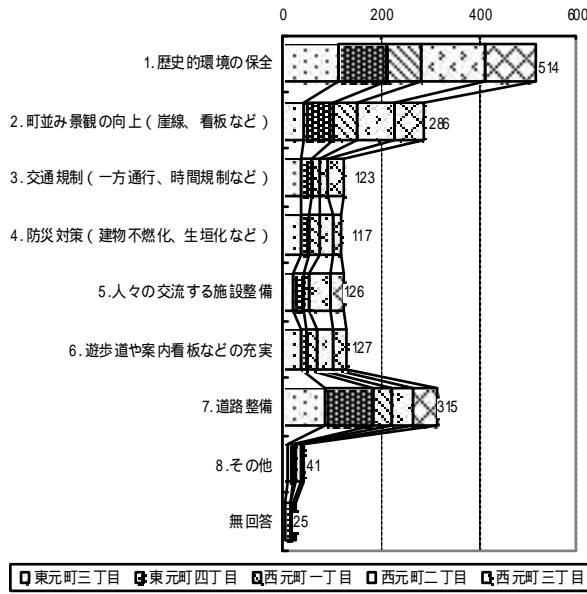 0 200 400 600
1.歴史的環境の保全 514
2.町並み景観の向上(崖線、看板など) 286
3.交通規制(一方通行、時間規制など) 123
4.防災対策(建物不燃化、生垣化など) 117
5.人々の交流する施設整備 126
6.遊歩道や案内看板などの充実 127
7.道路整備 315
8.その他 41
無回答 25
東元町三丁目 東元町四丁目 西元町一丁目 西元町二丁目 西元町三丁目